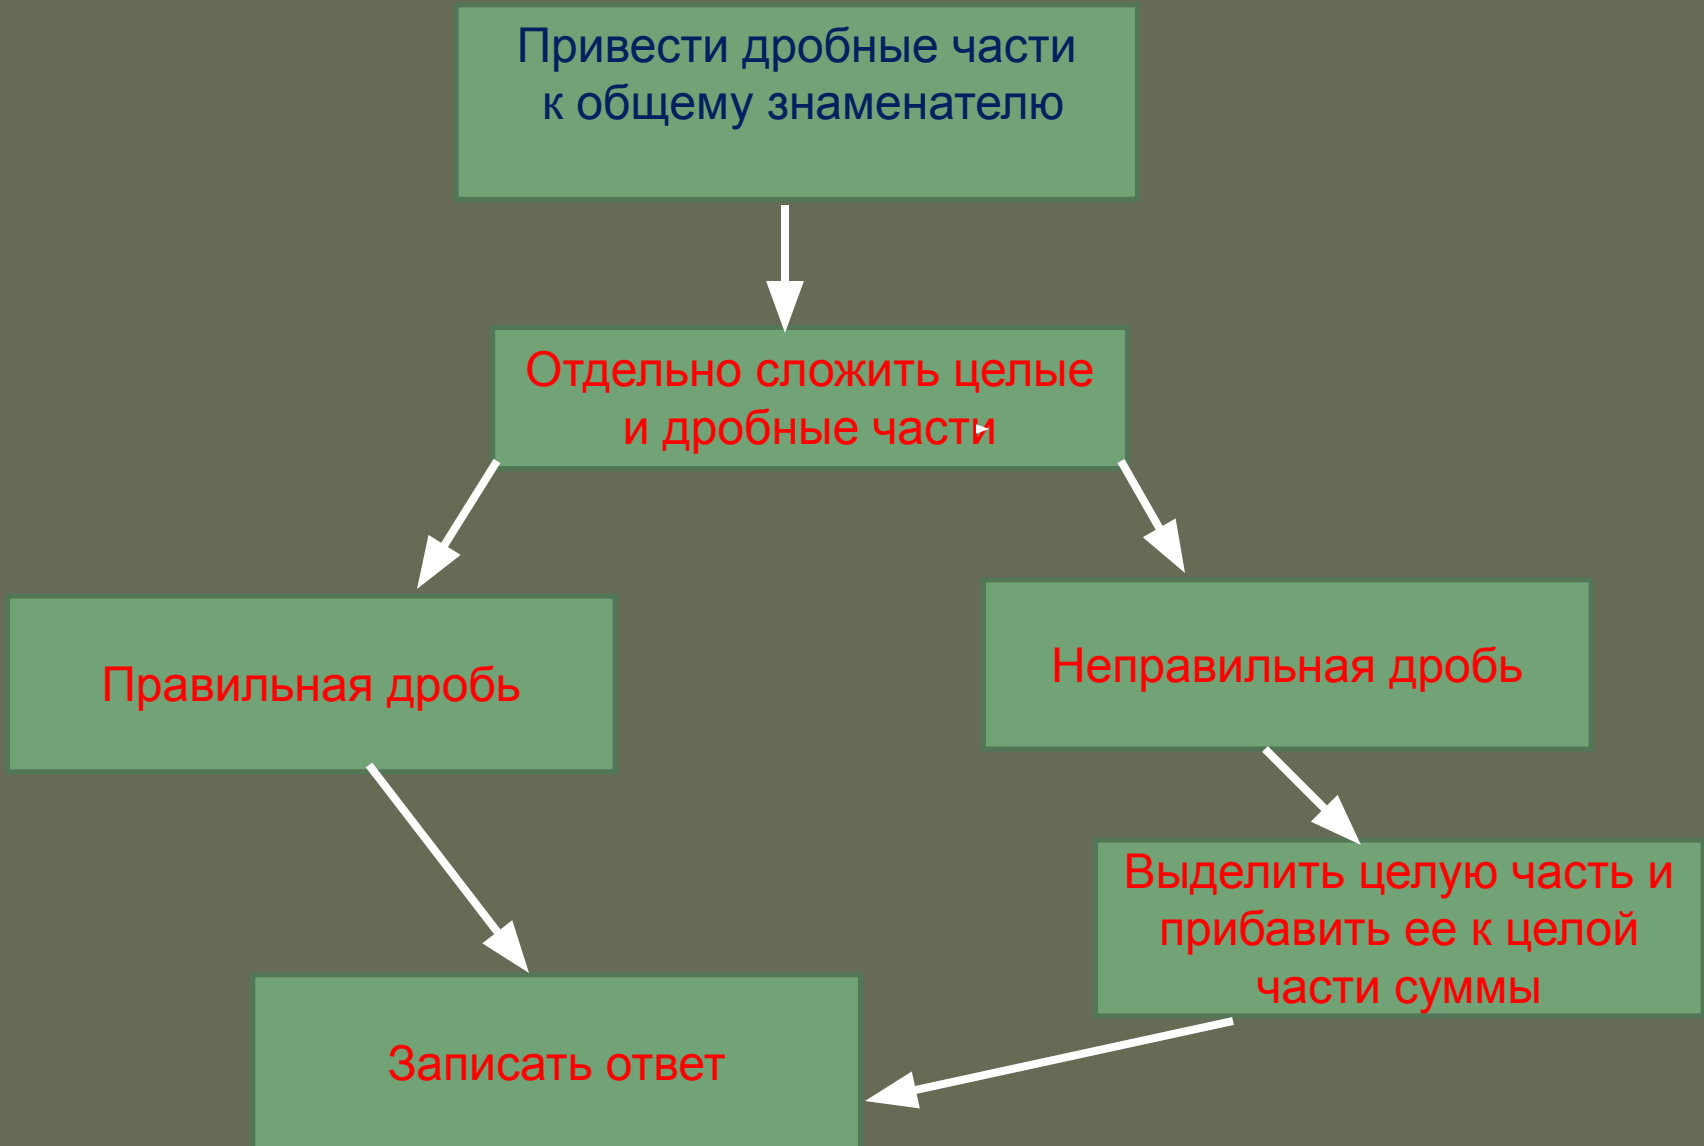 Привести дробные части
к общему знаменателю
Отдельно сложить целые
и дробные части
Правильная дробь
Неправильная дробь
Выделить целую часть и
прибавить ее к целой
части суммы
Записать ответ